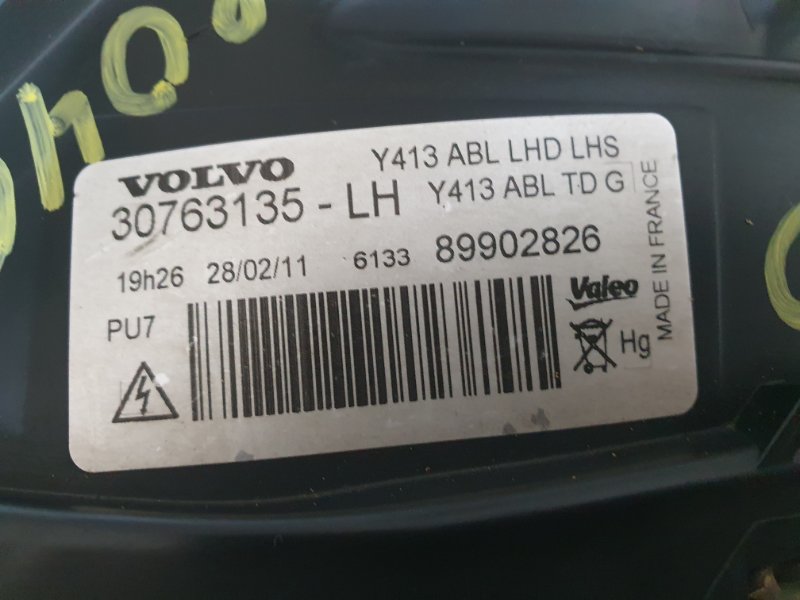 VOLVO
Y413 ABL LHD LHS
30763135 - LH
Y413 ABL TD G
19h26 28/02/11 6133 89902826
PU7
Valeo
Hg
MADE IN FRANCE